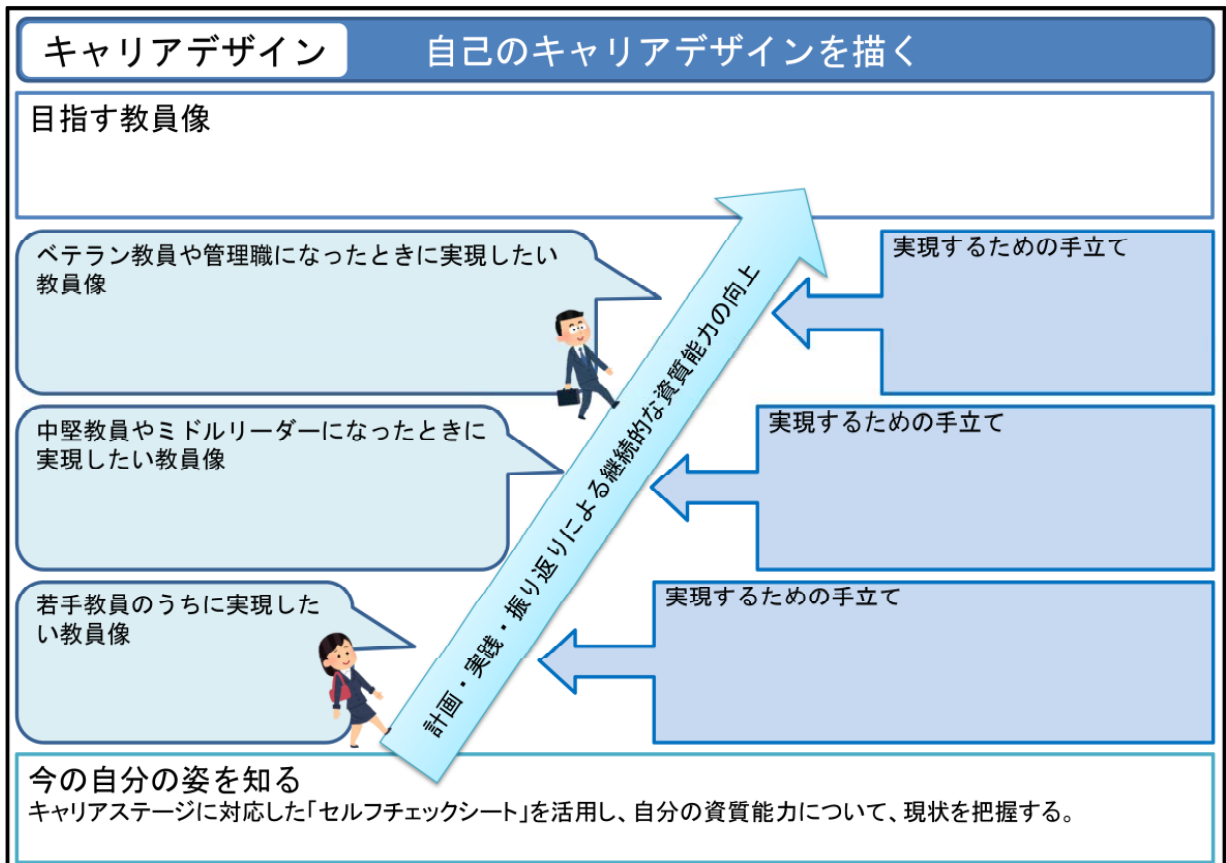 キャリアデザイン
自己のキャリアデザインを描く
目指す教員像
ベテラン教員や管理職になったときに実現したい
教員像
実現するための手立て
中堅教員やミドルリーダーになったときに
実現したい教員像
実現するための手立て
若手教員のうちに実現した
い教員像
実現するための手立て
計画・実践・振り返りによる継続的な資質能力の向上
今の自分の姿を知る
キャリアステージに対応した「セルフチェックシート」を活用し、自分の資質能力について、現状を把握する。